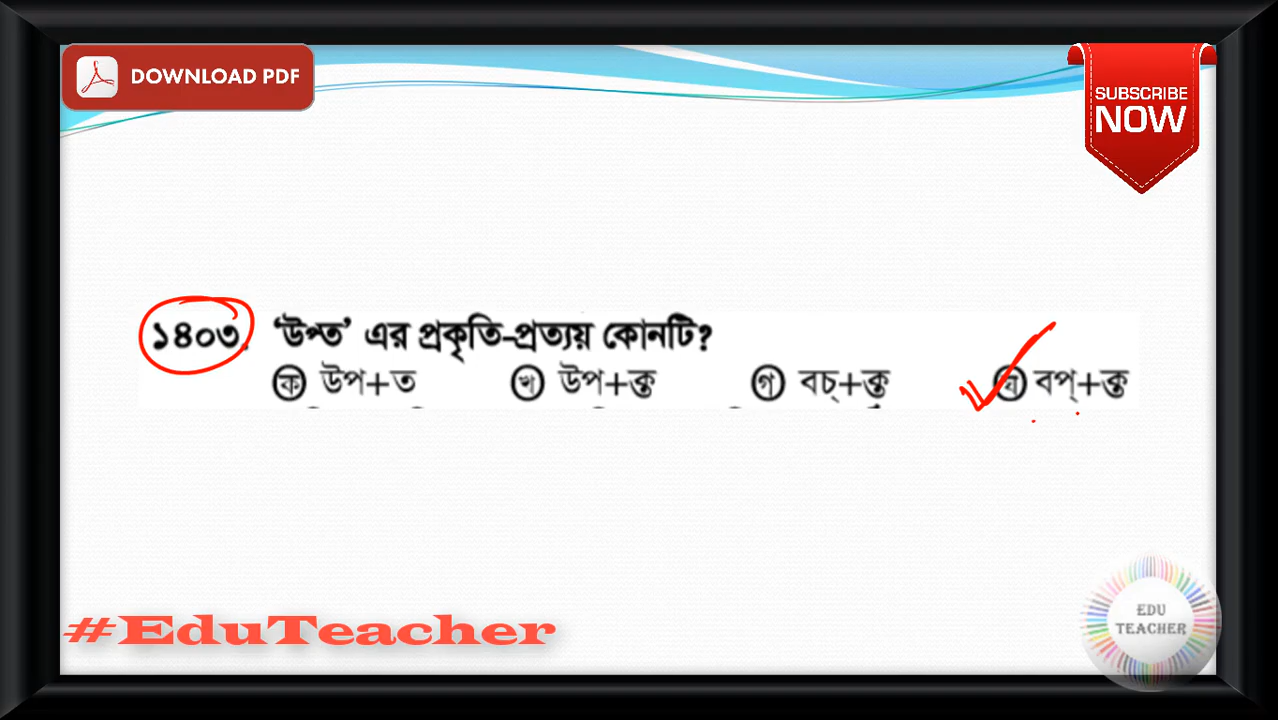 DOWNLOAD PDF
SUBSCRIBE
NOW
১৪০৩. ‘উপ্ত’ এর প্রকৃতি-প্রত্যয় কোনটি?
ক উপ+ত খ উপ+ক্ত গ বচ্+ক্ত ঘ বপ্+ক্ত
#EduTeacher
EDU
TEACHER